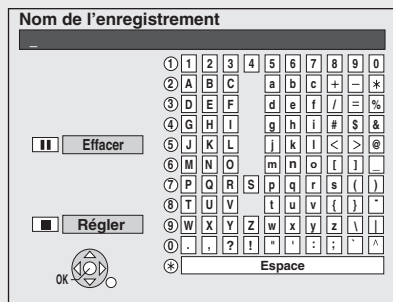 Nom de l'enregistrement
_
① 1 2 3 4 5 6 7 8 9 0
② A B C a b c + − *
③ D E F d e f / = %
④ G H I g h i # $ &
Effacer ⑤ J K L j k l < > @
⑥ M N O m n o [ ] _
⑦ P Q R S p q r s ( )
⑧ T U V t u v { }
Régler ⑨ W X Y Z w x y z \ |
⓪ . , ? ! " ' : ; ` ^
⊛ Espace
OK